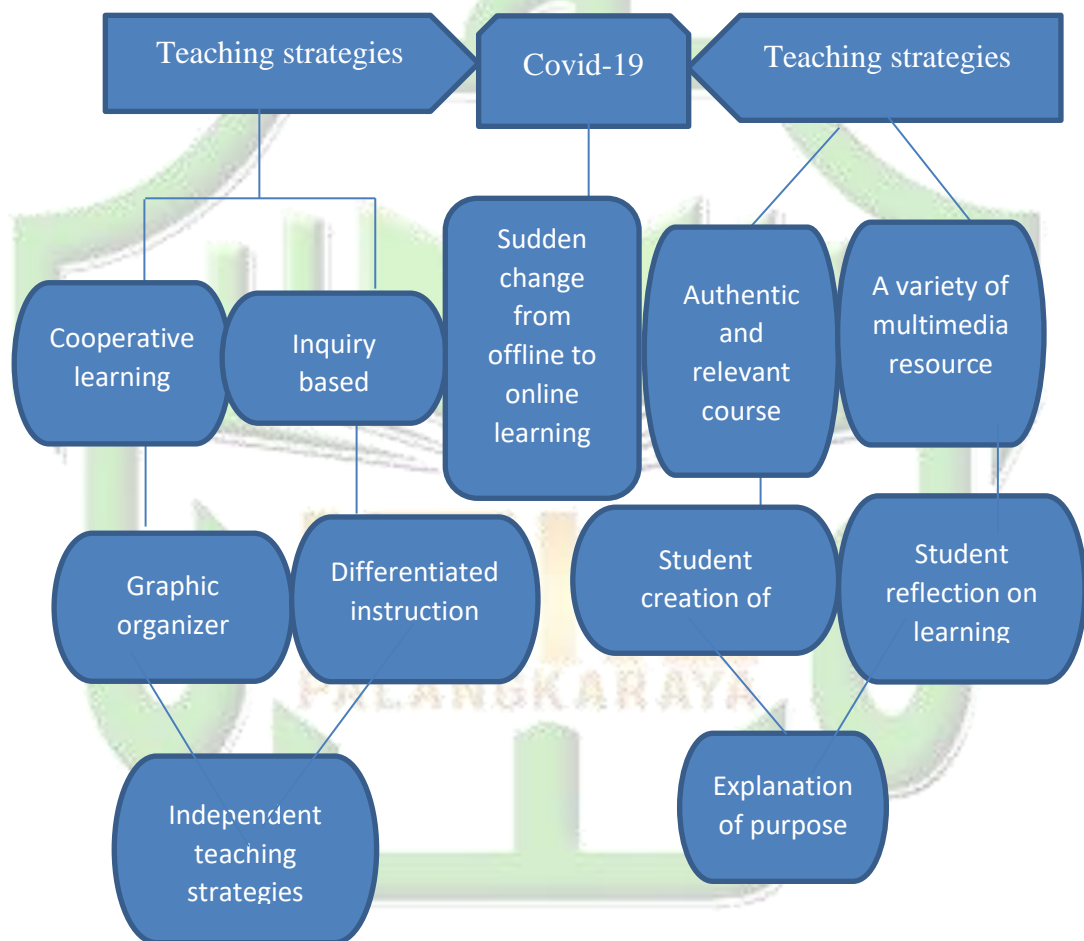 Teaching strategies
Covid-19
Teaching strategies
Cooperative
learning
Inquiry
based
Sudden
change
from
offline to
online
learning
Authentic
and
relevant
course
A variety of
multimedia
resource
Graphic
organizer
Differentiated
instruction
Student
creation of
Student
reflection on
learning
PALANGKARAYA
Independent
teaching
strategies
Explanation
of purpose